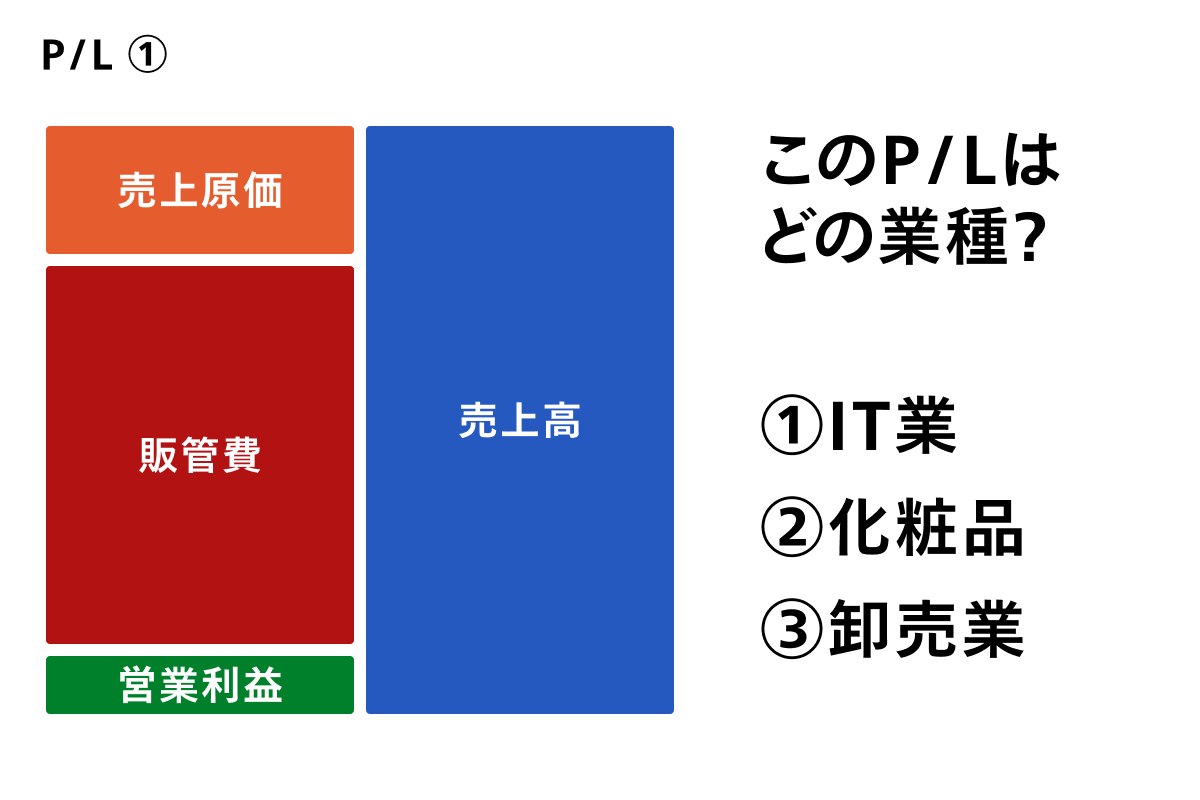 P/L ①
売上原価
販管費
営業利益
売上高
このP/Lは
どの業種?
①IT業
②化粧品
③卸売業